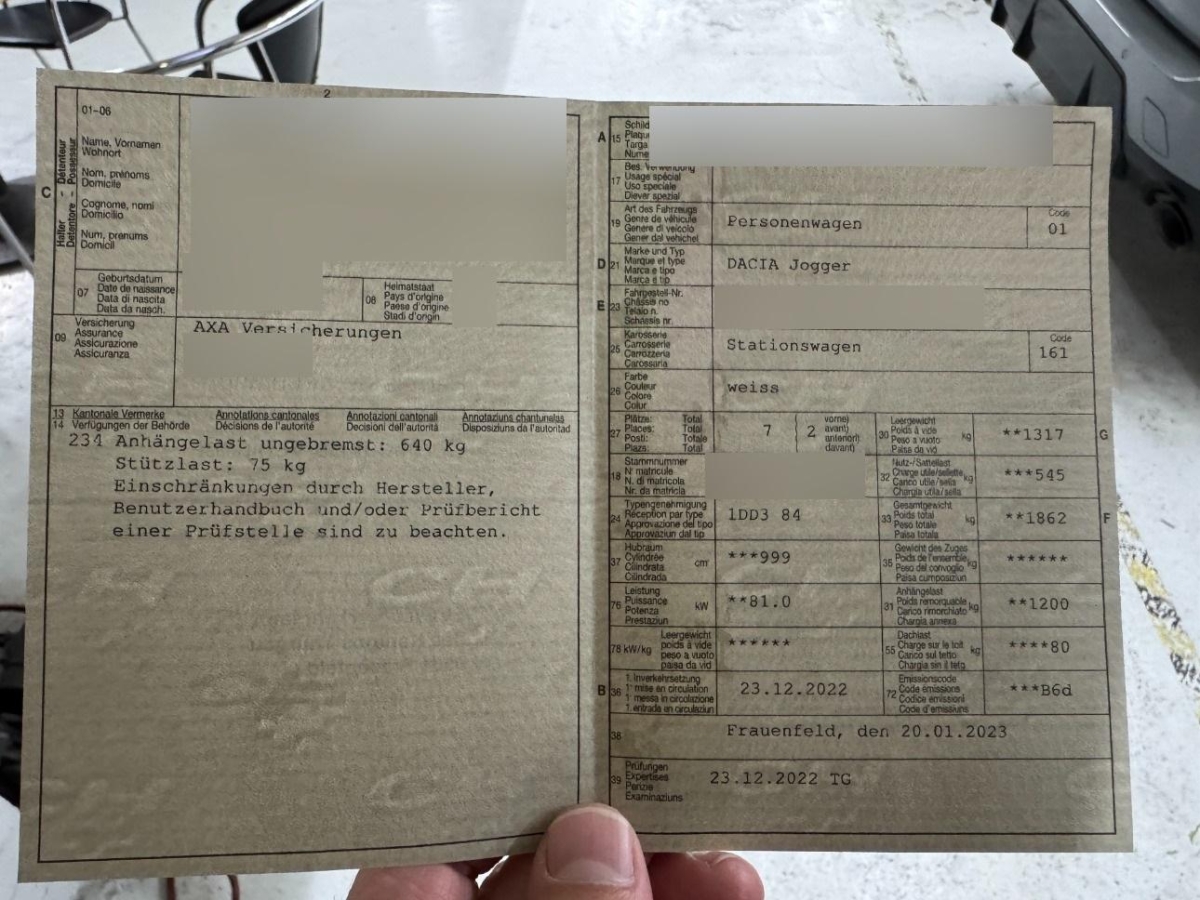 2
01-06
C
Halter - Détenteur
Detentore - Possessur
Name, Vornamen
Wohnort
Nom, prénoms
Domicile
Cognome, nomi
Domicilio
Num, prenums
Domicil
07
Geburtsdatum
Date de naissance
Data di nascita
Data da nasch.
08
Heimatstaat
Pays d'origine
Paese d'origine
Stadi d'origin
09
Versicherung
Assurance
Assicurazione
Assicuranza
AXA Versicherungen
13 Kantonale Vermerke Annotations cantonales Annotazioni cantonali Annotaziuns chantunalas
14 Verfügungen der Behörde Décisions de l'autorité Decisioni dell'autorità Disposiziuns da l'autoritad
234 Anhängelast ungebremst: 640 kg
Stützlast: 75 kg
Einschränkungen durch Hersteller,
Benutzerhandbuch und/oder Prüfbericht
einer Prüfstelle sind zu beachten.
A 15
Schild
Targa
17
Bes. Verwendung
Usage spécial
Uso speciale
Diever spezial
19
Art des Fahrzeugs
Genre de véhicule
Genere di veicolo
Gener dal vehichel
Personenwagen
Code
01
D 21
Marke und Typ
Marque et type
Marca e tipo
Marca e tip
DACIA Jogger
E 23
Fahrgestell-Nr.
Châssis no
Telaio n.
Schassis nr.
25
Karosserie
Carrosserie
Carrozzeria
Carossaria
Stationswagen
Code
161
26
Farbe
Couleur
Colore
Colur
weiss
27
Plätze: Total
Places: Total
Posti: Totale
Plazs: Total
7
2
vorne)
avant)
anteriori)
davant)
30
Leergewicht
Poids à vide
Peso a vuoto
Paisa da vid
kg
**1317
G
18
Stammnummer
N° matricule
N. di matricola
Nr. da matricla
32
Nutz-/Sattellast
Charge utile/sellette
Carico utile/sella
Chargia utila/sella
kg
***545
24
Typengenehmigung
Réception par type
Approvazione del tipo
Approvaziun dal tip
1DD3 84
33
Gesamtgewicht
Poids total
Peso totale
Paisa totala
kg
**1862
F
37
Hubraum
Cylindrée
Cilindrata
Cilindrada
cm³
***999
35
Gewicht des Zuges
Poids de l'ensemble
Peso del convoglio
Paisa cumposiziun
kg
******
76
Leistung
Puissance
Potenza
Prestaziun
kW
**81.0
31
Anhängelast
Poids remorquable
Carico rimorchiato
Chargia annexa
kg
**1200
78 kW/kg
Leergewicht
poids à vide
peso a vuoto
paisa da vid
******
55
Dachlast
Charge sur le toit
Carico sul tetto
Chargia sin il tetg
kg
****80
B 36
1. Inverkehrsetzung
1re mise en circulation
1a messa in circolazione
1. entrada en circulaziun
23.12.2022
72
Emissionscode
Code émissions
Codice emissioni
Code d'emissiuns
***B6d
38
Frauenfeld, den 20.01.2023
39
Prüfungen
Expertises
Perizie
Examinaziuns
23.12.2022 TG